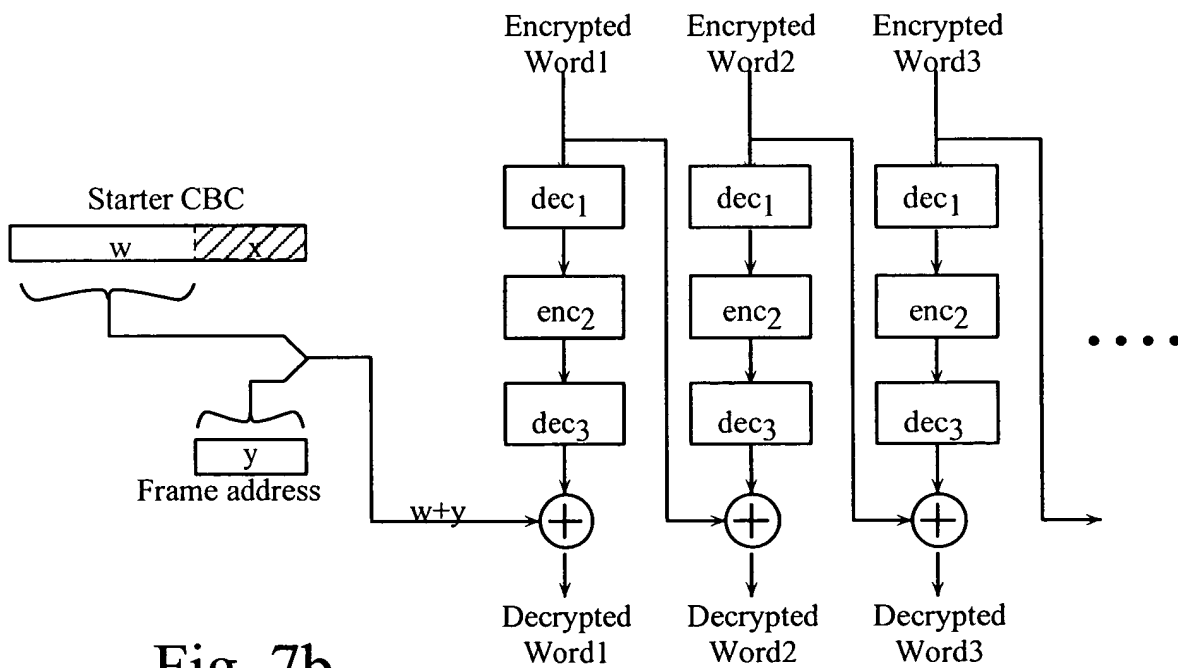 Encrypted Encrypted Encrypted
Word1 Word2 Word3
Starter CBC
w x
dec1 dec1 dec1
enc2 enc2 enc2
dec3 dec3 dec3
y
Frame address
w+y
Decrypted Decrypted Decrypted
Word1 Word2 Word3
Fig. 7b